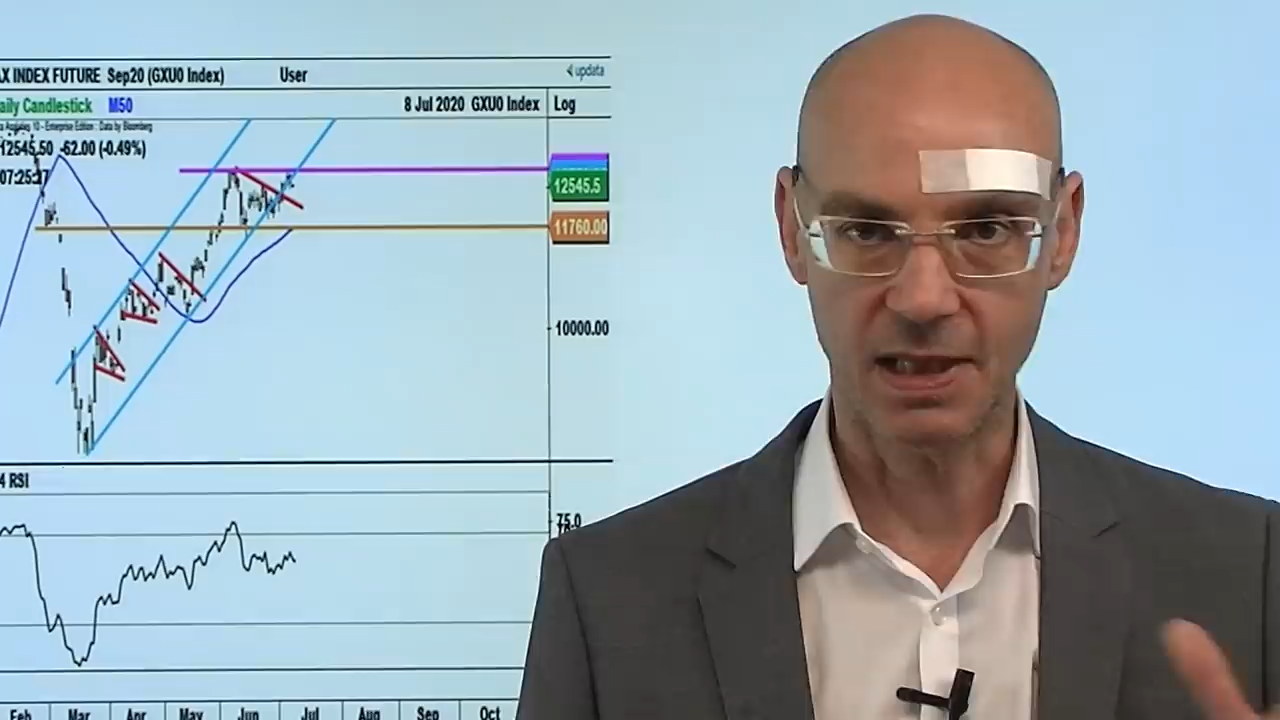 AX INDEX FUTURE Sep20 (GXU0 Index) User updata
aily Candlestick M50 8 Jul 2020 GXU0 Index Log
12545.50 -62.00 (-0.49%)
07:25:27
12545.5
11760.00
10000.00
4 RSI
75.0
Feb Mar Apr May Jun Jul Aug Sep Oct